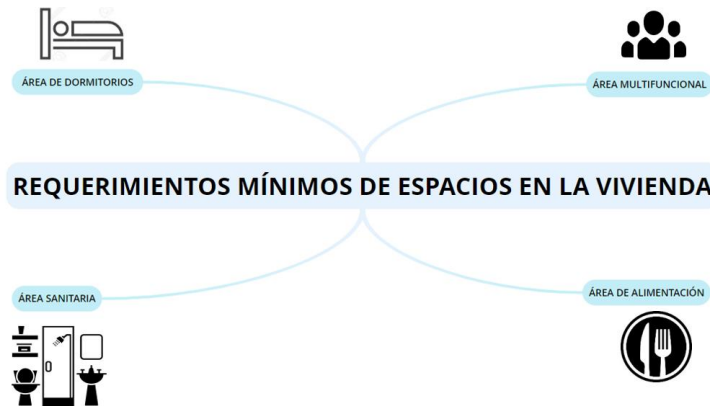 ÁREA DE DORMITORIOS
ÁREA MULTIFUNCIONAL
REQUERIMIENTOS MÍNIMOS DE ESPACIOS EN LA VIVIENDA
ÁREA SANITARIA
ÁREA DE ALIMENTACIÓN